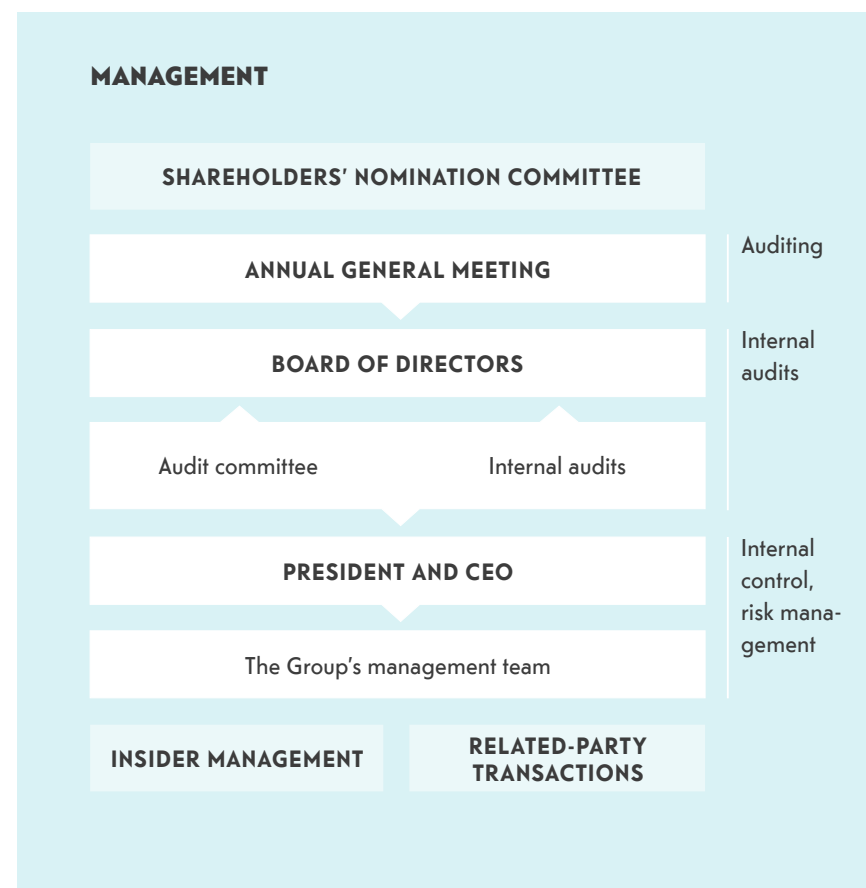 MANAGEMENT
SHAREHOLDERS’ NOMINATION COMMITTEE
ANNUAL GENERAL MEETING
Auditing
BOARD OF DIRECTORS
Internal
audits
Audit committee
Internal audits
PRESIDENT AND CEO
Internal
control,
risk mana-
gement
The Group’s management team
INSIDER MANAGEMENT
RELATED-PARTY
TRANSACTIONS